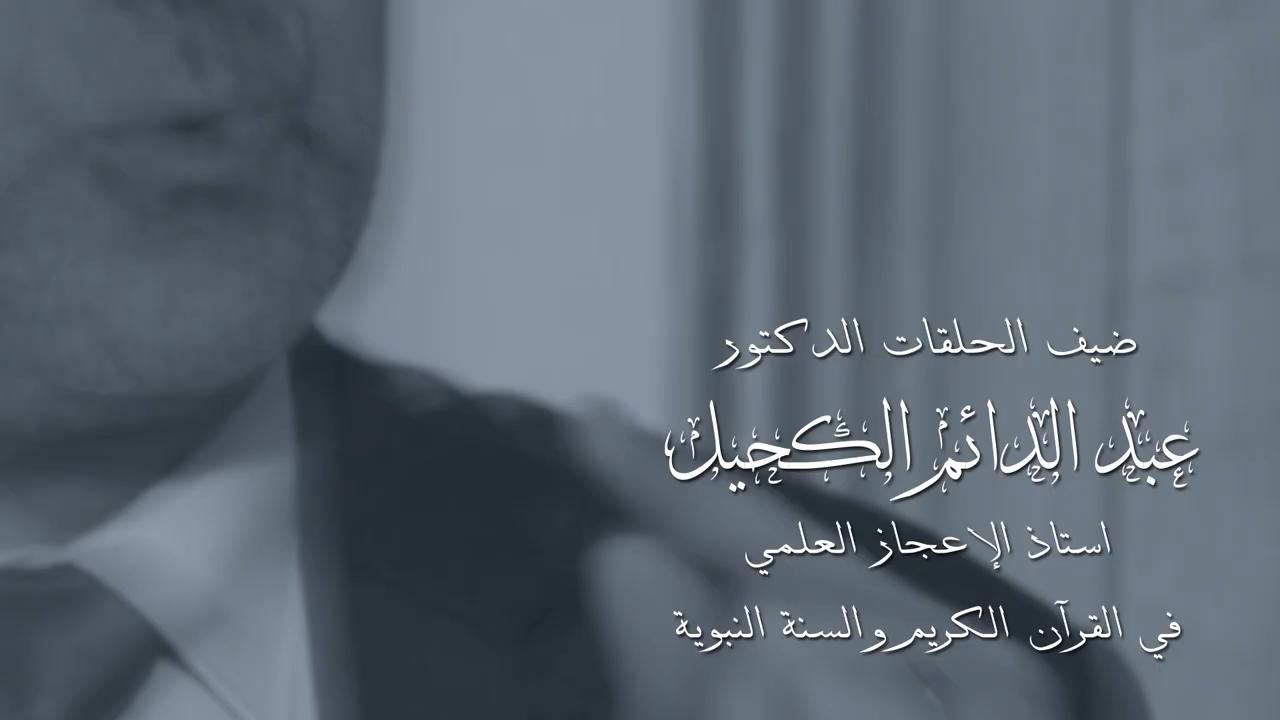 ضيف الحلقات الدكتور
عبد الدائم الكحيل
استاذ الإعجاز العلمي
في القرآن الكريم والسنة النبوية